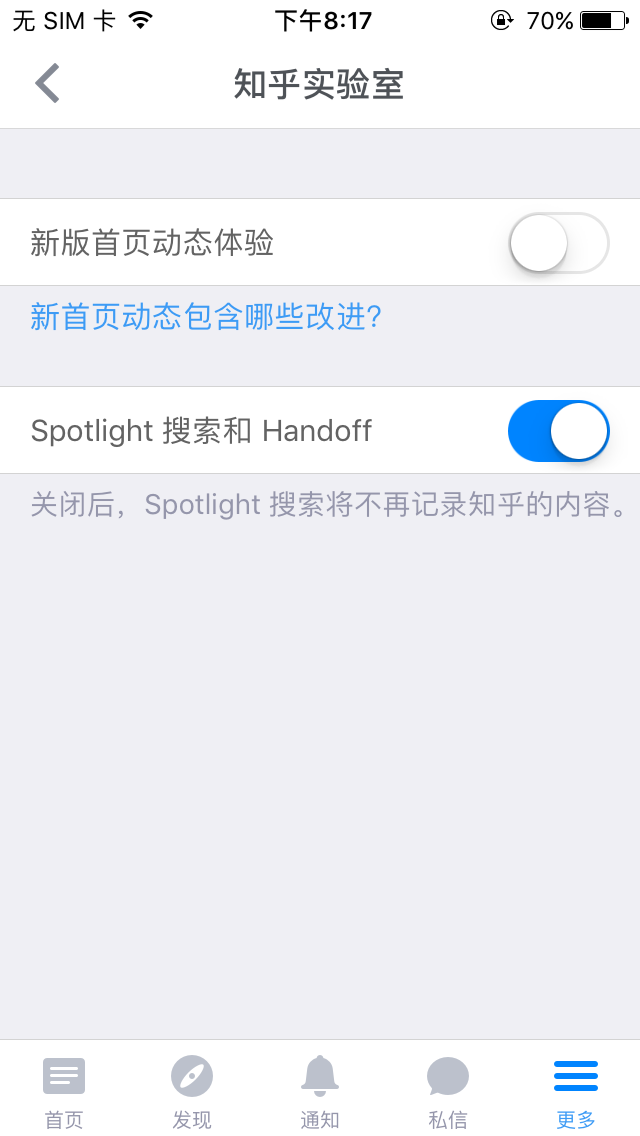 无 SIM 卡 下午8:17 70%
知乎实验室
新版首页动态体验
新首页动态包含哪些改进?
Spotlight 搜索和 Handoff
关闭后，Spotlight 搜索将不再记录知乎的内容。
首页 发现 通知 私信 更多